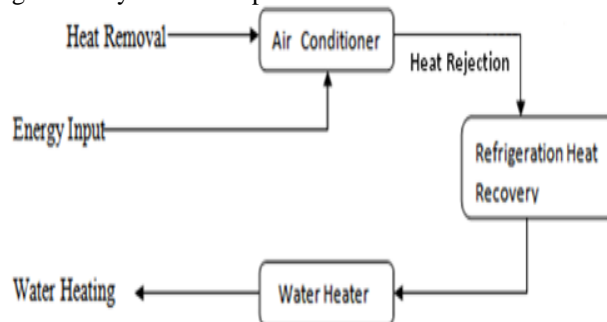 Heat Removal
Air Conditioner
Heat Rejection
Energy Input
Refrigeration Heat
Recovery
Water Heating
Water Heater